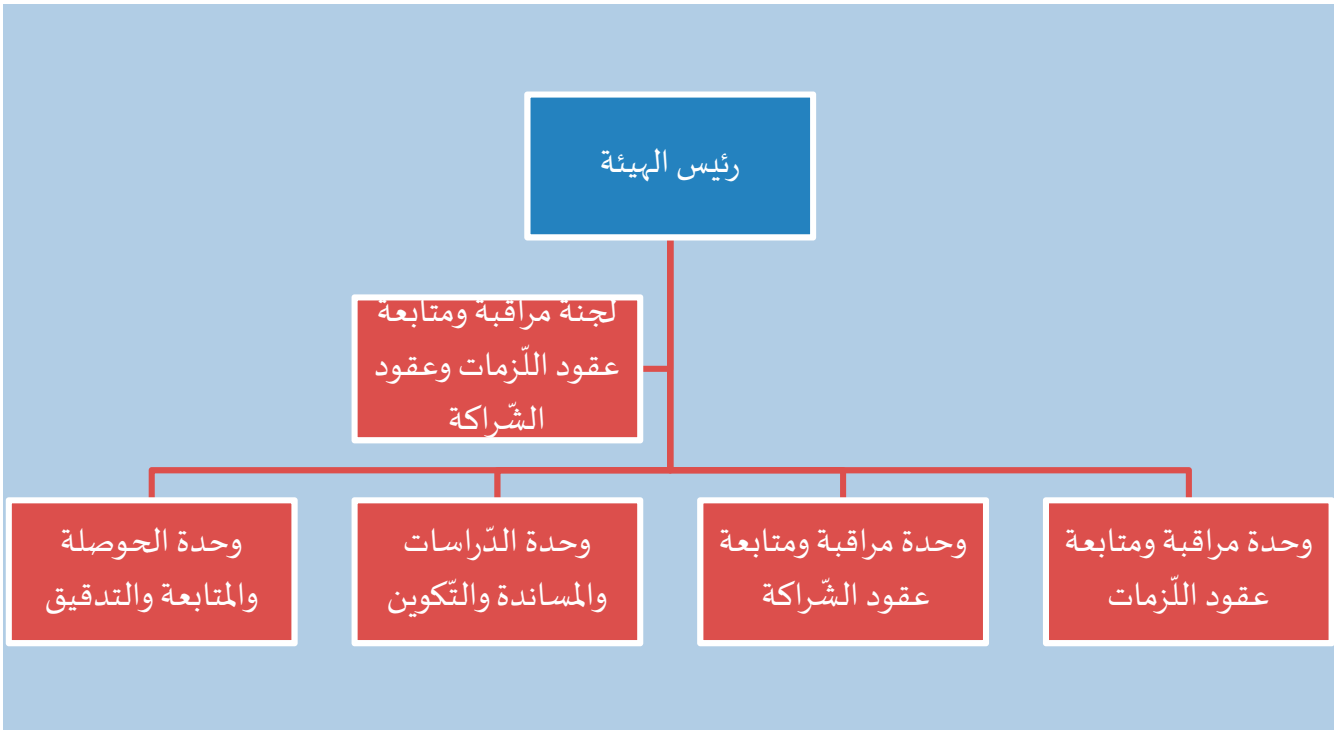 رئيس الهيئة
لجنة مراقبة ومتابعة
عقود اللّزمات وعقود
الشّراكة
وحدة مراقبة ومتابعة
عقود اللّزمات
وحدة مراقبة ومتابعة
عقود الشّراكة
وحدة الدّراسات
والمساندة والتّكوين
وحدة الحوصلة
والمتابعة والتدقيق